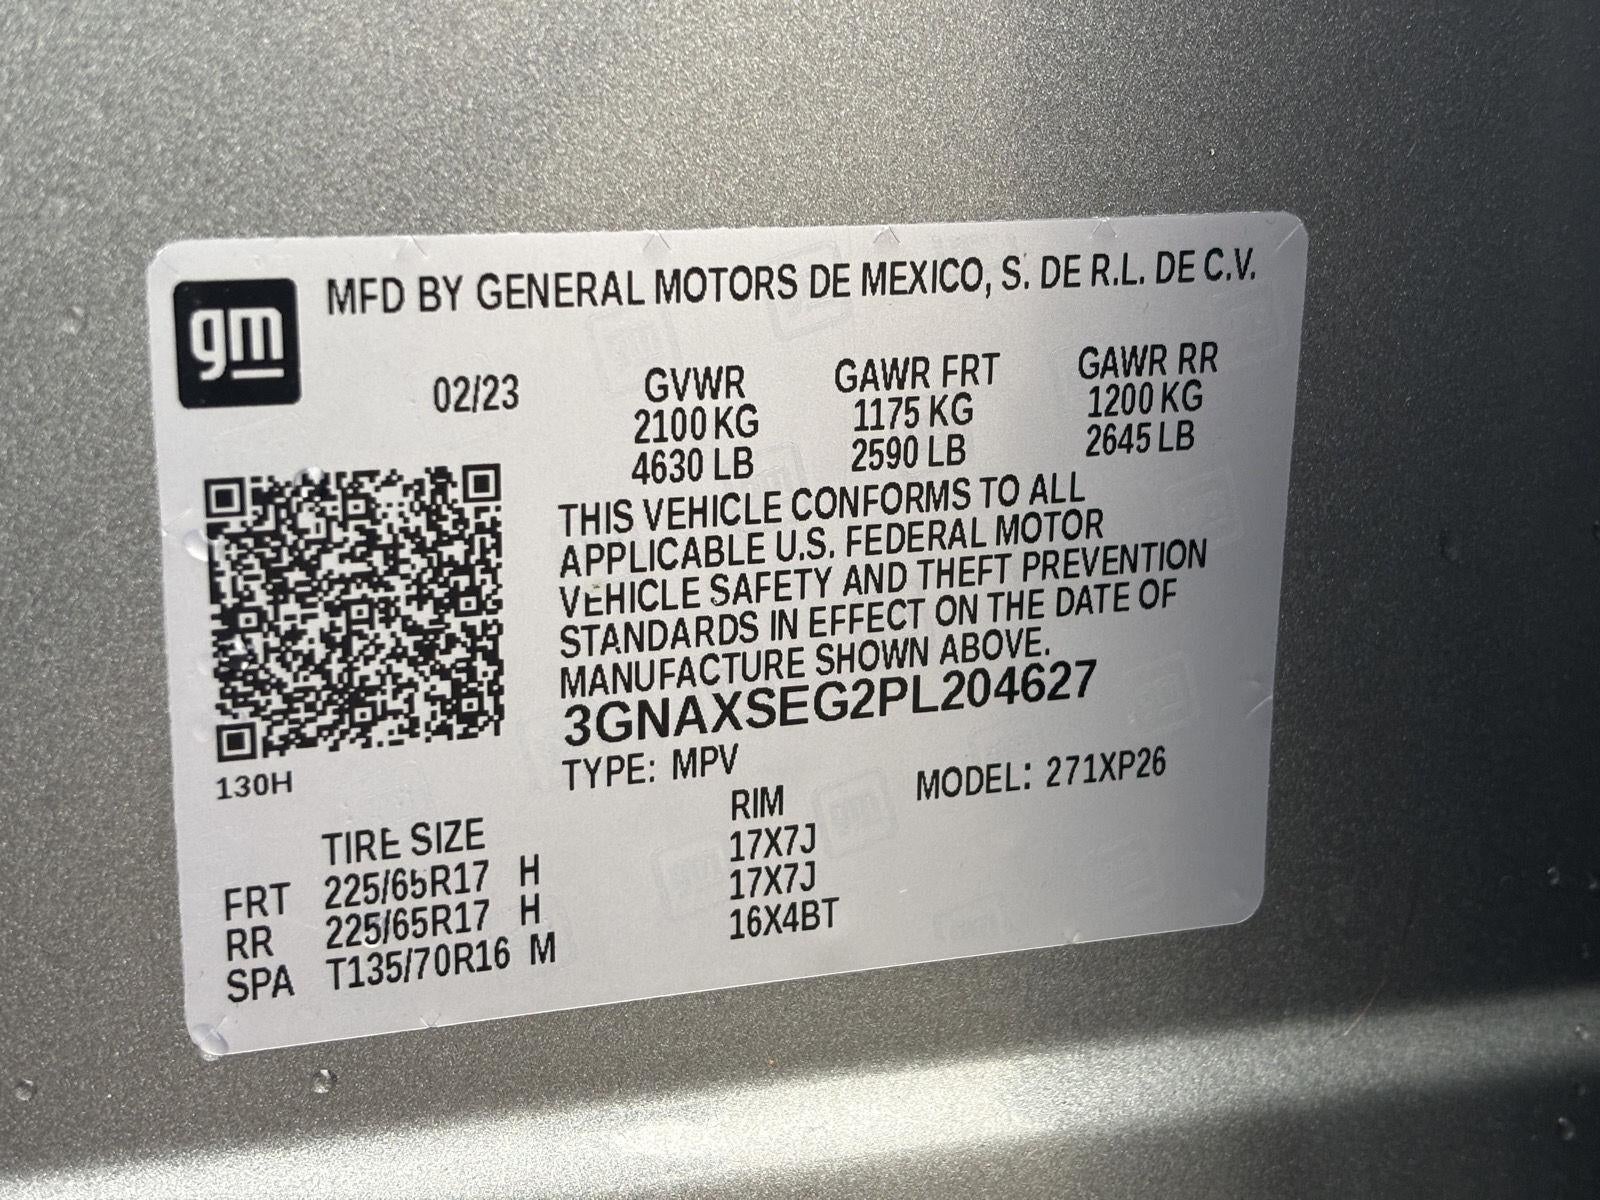 gm
MFD BY GENERAL MOTORS DE MEXICO, S. DE R.L. DE C.V.
02/23 GVWR GAWR FRT GAWR RR
2100 KG 1175 KG 1200 KG
4630 LB 2590 LB 2645 LB
THIS VEHICLE CONFORMS TO ALL
APPLICABLE U.S. FEDERAL MOTOR
VEHICLE SAFETY AND THEFT PREVENTION
STANDARDS IN EFFECT ON THE DATE OF
MANUFACTURE SHOWN ABOVE.
3GNAXSEG2PL204627
130H TYPE: MPV MODEL: 271XP26
TIRE SIZE RIM
FRT 225/65R17 H 17X7J
RR 225/65R17 H 17X7J
SPA T135/70R16 M 16X4BT